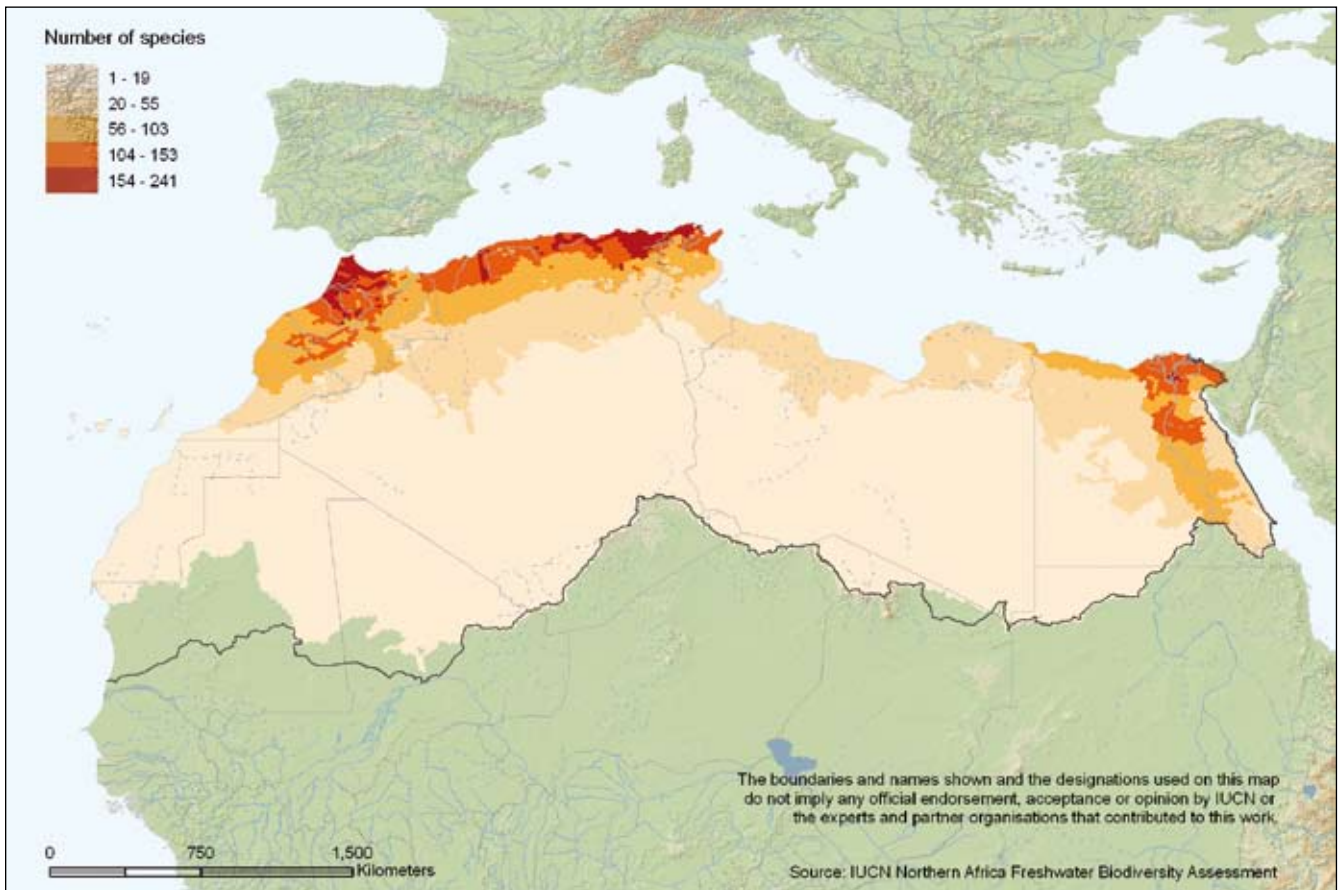 Number of species
1 - 19
20 - 55
56 - 103
104 - 153
154 - 241
The boundaries and names shown and the designations used on this map
do not imply any official endorsement, acceptance or opinion by IUCN or
the experts and partner organisations that contributed to this work.
0 750 1,500
Kilometers
Source: IUCN Northern Africa Freshwater Biodiversity Assessment